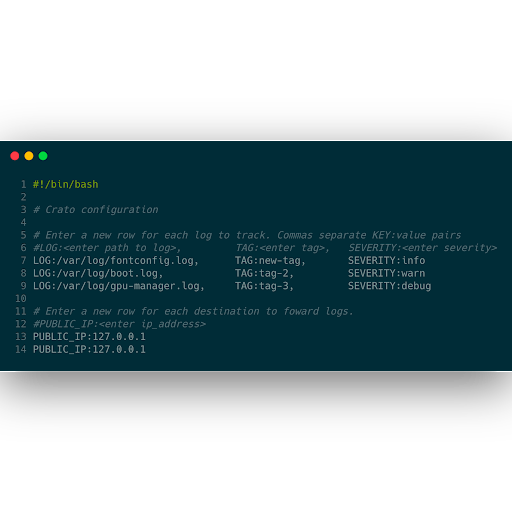 1 #!/bin/bash
2
3 # Crato configuration
4
5 # Enter a new row for each log to track. Commas separate KEY:value pairs
6 #LOG:<enter path to log>, TAG:<enter tag>, SEVERITY:<enter severity>
7 LOG:/var/log/fontconfig.log, TAG:new-tag, SEVERITY:info
8 LOG:/var/log/boot.log, TAG:tag-2, SEVERITY:warn
9 LOG:/var/log/gpu-manager.log, TAG:tag-3, SEVERITY:debug
10
11 # Enter a new row for each destination to foward logs.
12 #PUBLIC_IP:<enter ip_address>
13 PUBLIC_IP:127.0.0.1
14 PUBLIC_IP:127.0.0.1